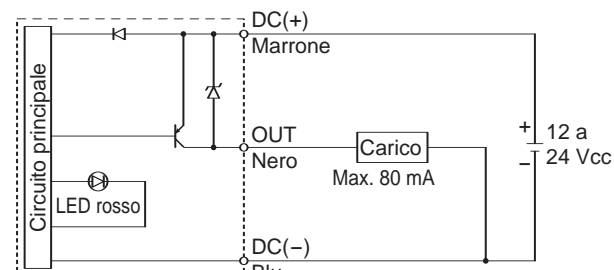 DC(+)
Marrone
Circuito principale
OUT
Nero
Carico
Max. 80 mA
+
−
12 a
24 Vcc
LED rosso
DC(−)